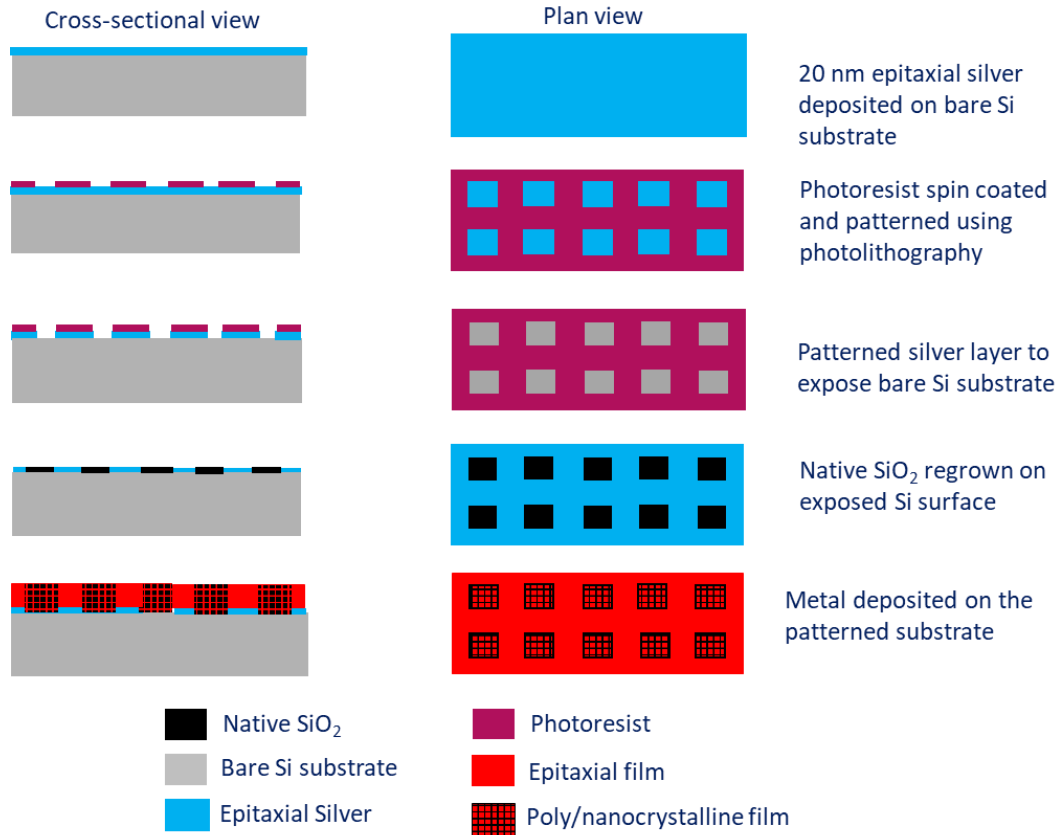 Cross-sectional view
Plan view
20 nm epitaxial silver
deposited on bare Si
substrate
Photoresist spin coated
and patterned using
photolithography
Patterned silver layer to
expose bare Si substrate
Native SiO₂ regrown on
exposed Si surface
Metal deposited on the
patterned substrate
Native SiO₂
Photoresist
Bare Si substrate
Epitaxial film
Epitaxial Silver
Poly/nanocrystalline film